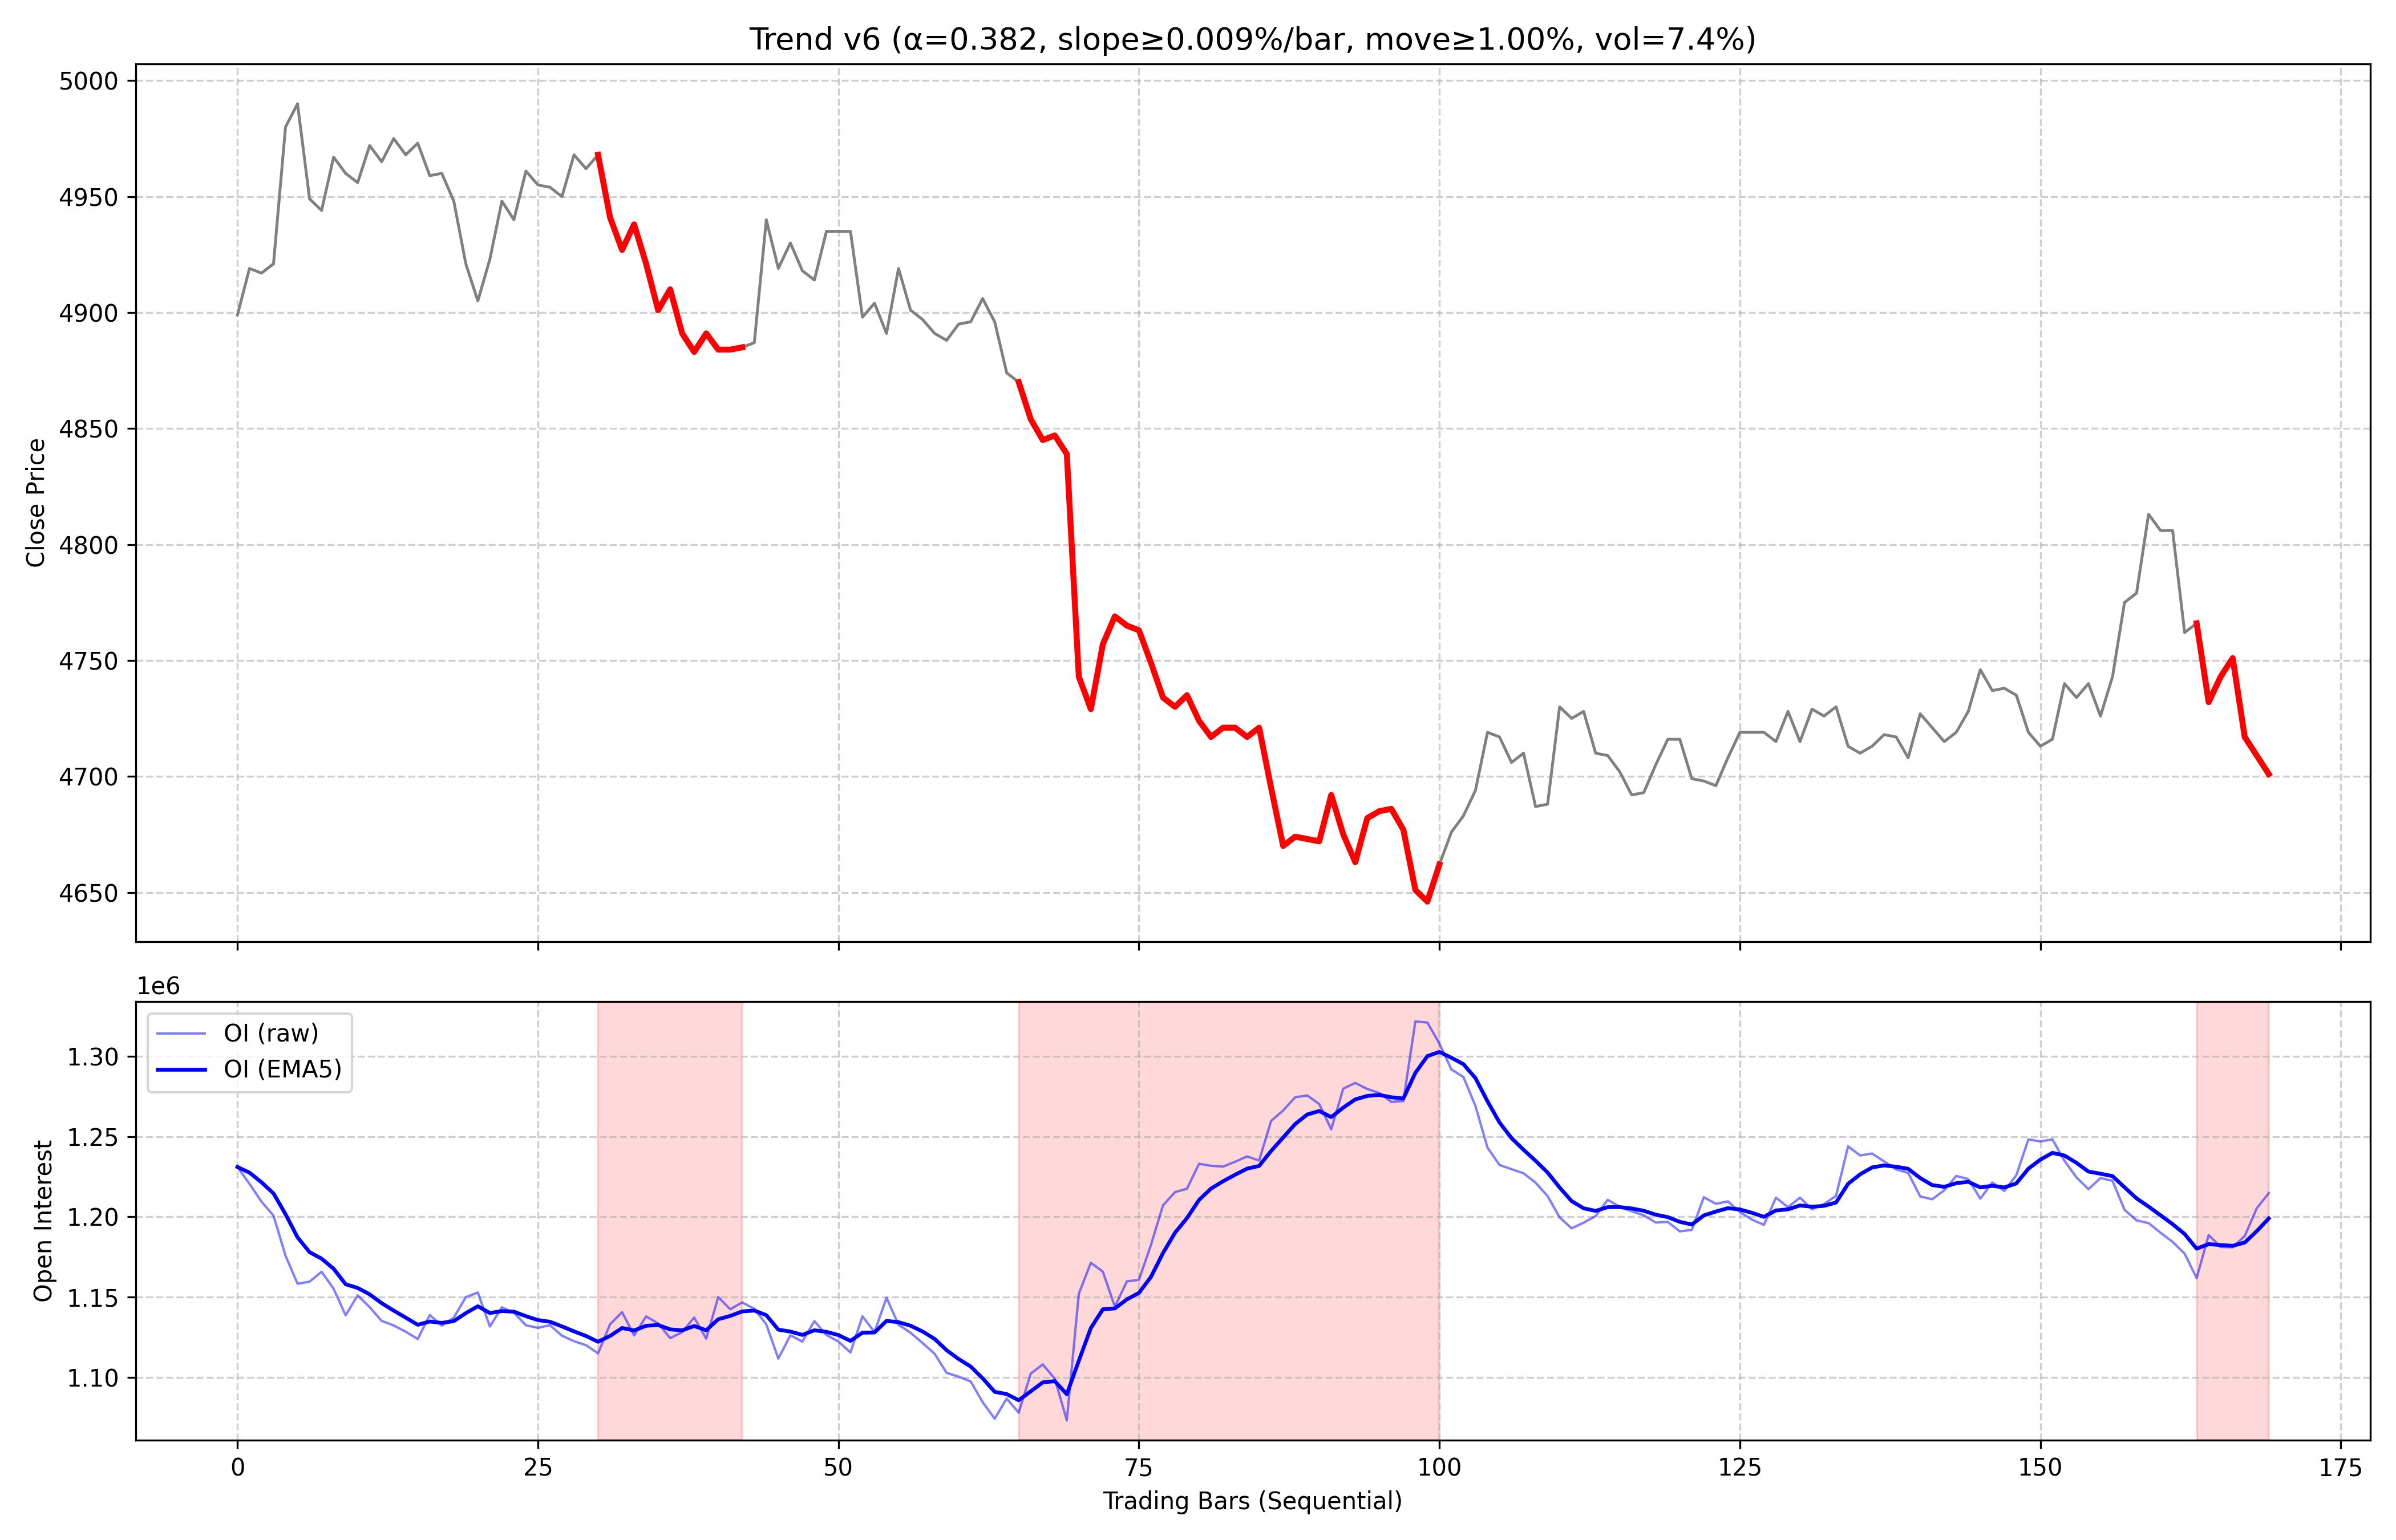 Trend v6 (α=0.382, slope≥0.009%/bar, move≥1.00%, vol=7.4%)
5000
4950
4900
4850
4800
4750
4700
4650
Close Price
1e6
OI (raw)
OI (EMA5)
1.30
1.25
1.20
1.15
1.10
Open Interest
0 25 50 75 100 125 150 175
Trading Bars (Sequential)